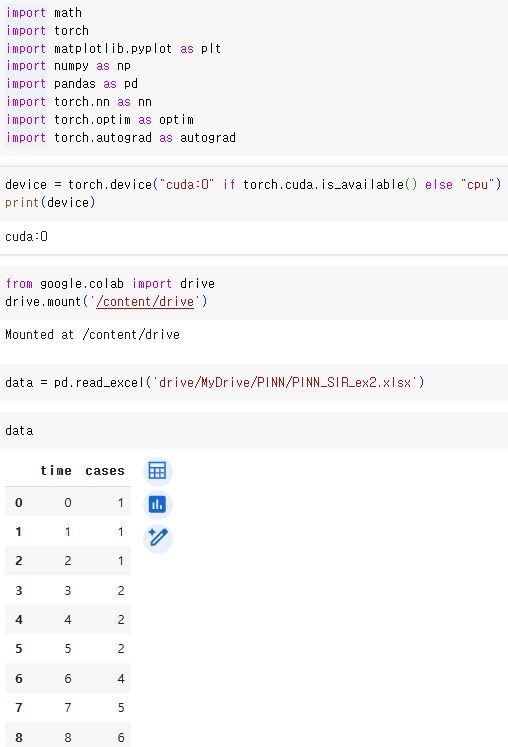 import math
import torch
import matplotlib.pyplot as plt
import numpy as np
import pandas as pd
import torch.nn as nn
import torch.optim as optim
import torch.autograd as autograd
device = torch.device("cuda:0" if torch.cuda.is_available() else "cpu")
print(device)
cuda:0
from google.colab import drive
drive.mount('/content/drive')
Mounted at /content/drive
data = pd.read_excel('drive/MyDrive/PINN/PINN_SIR_ex2.xlsx')
data
time cases
0 0 1
1 1 1
2 2 1
3 3 2
4 4 2
5 5 2
6 6 4
7 7 5
8 8 6